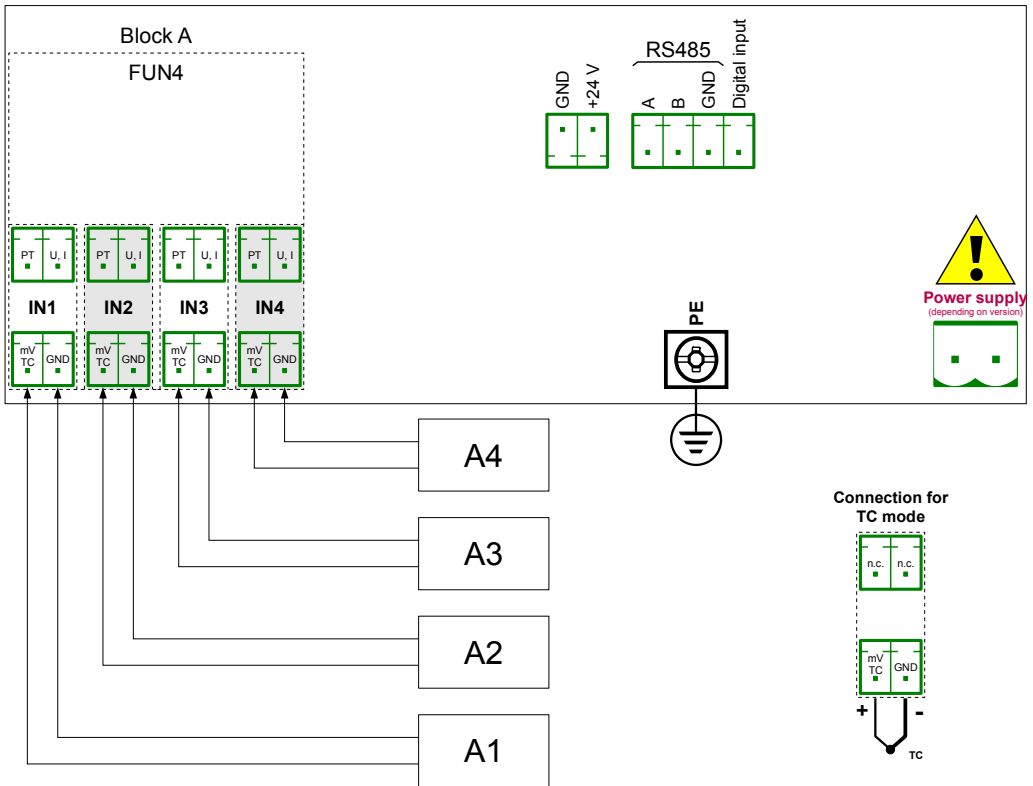 Block A
FUN4
GND
+24 V
RS485
A
B
GND
Digital input
PT
U, I
PT
U, I
PT
U, I
PT
U, I
IN1
IN2
IN3
IN4
mV
TC
GND
mV
TC
GND
mV
TC
GND
mV
TC
GND
Power supply
(depending on version)
PE
A4
A3
A2
A1
Connection for
TC mode
n.c.
n.c.
mV
TC
GND
+
-
TC